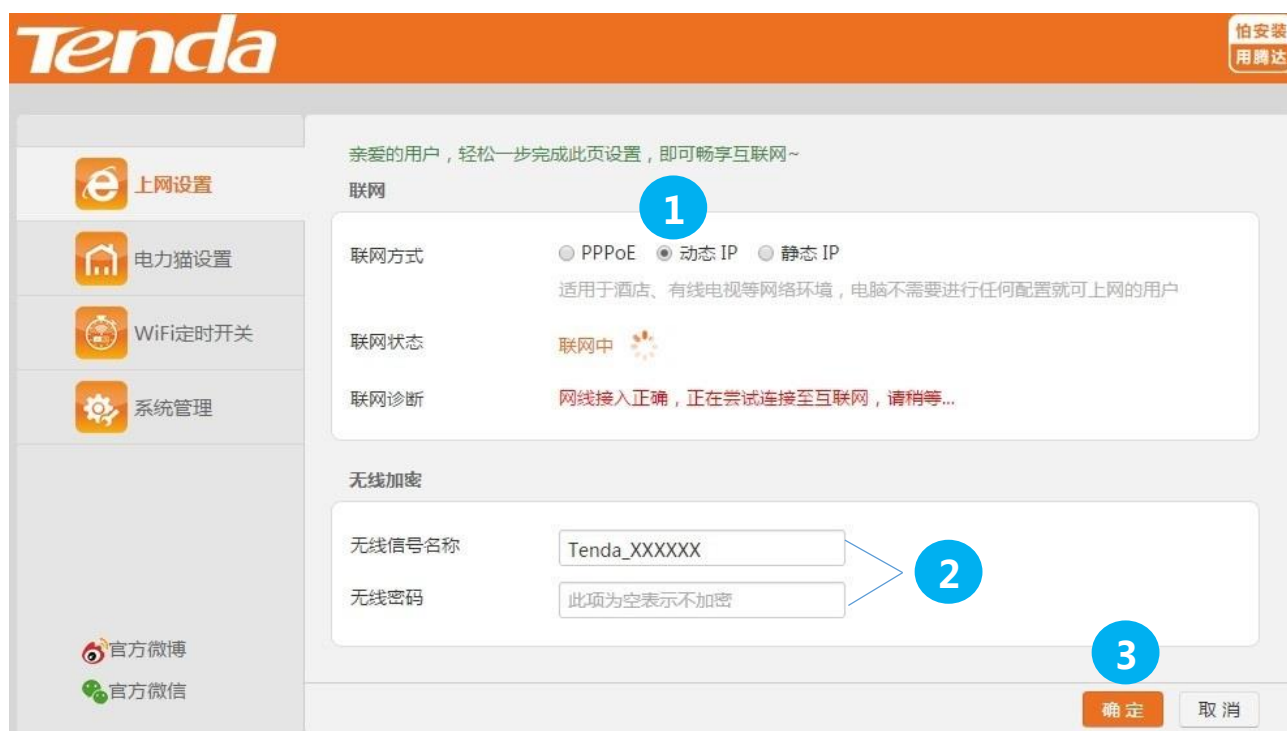 Tenda
怕安装
用腾达
上网设置
电力猫设置
WiFi定时开关
系统管理
官方微博
官方微信
亲爱的用户，轻松一步完成此页设置，即可畅享互联网~
联网
1
联网方式 PPPoE 动态 IP 静态 IP
适用于酒店、有线电视等网络环境，电脑不需要进行任何配置就可上网的用户
联网状态 联网中
联网诊断 网线接入正确，正在尝试连接至互联网，请稍等...
无线加密
无线信号名称 Tenda_XXXXXX
2
无线密码 此项为空表示不加密
3
确定 取消